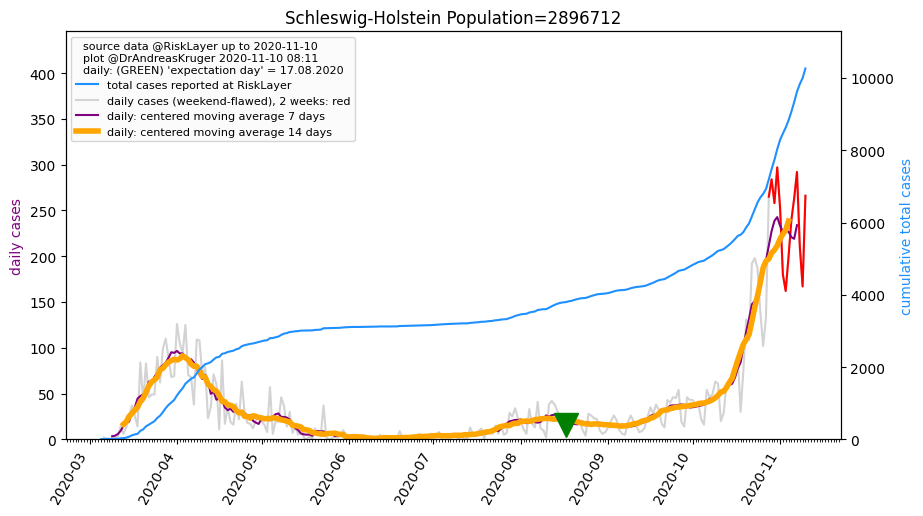 Schleswig-Holstein Population=2896712
source data @RiskLayer up to 2020-11-10
plot @DrAndreasKruger 2020-11-10 08:11
daily: (GREEN) 'expectation day' = 17.08.2020
total cases reported at RiskLayer
daily cases (weekend-flawed), 2 weeks: red
daily: centered moving average 7 days
daily: centered moving average 14 days
daily cases
400
350
300
250
200
150
100
50
0
10000
8000
6000
4000
2000
0
cumulative total cases
2020-03
2020-04
2020-05
2020-06
2020-07
2020-08
2020-09
2020-10
2020-11